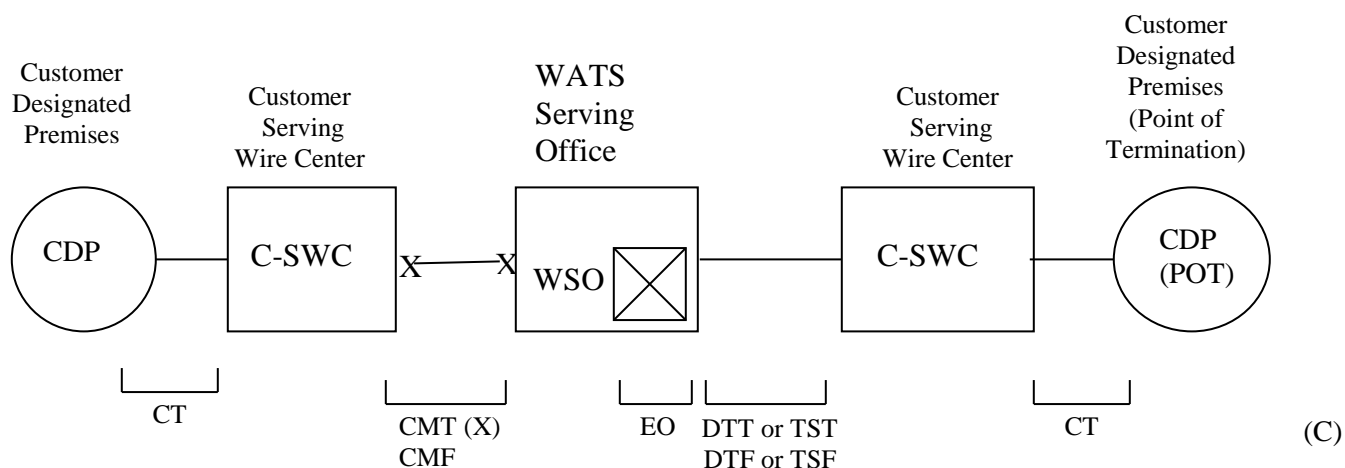 Customer
Designated
Premises
Customer
Serving
Wire Center
WATS
Serving
Office
Customer
Serving
Wire Center
Customer
Designated
Premises
(Point of
Termination)
CDP
C-SWC
X
X
WSO
C-SWC
CDP
(POT)
CT
CMT (X)
CMF
EO
DTT or TST
DTF or TSF
CT
(C)